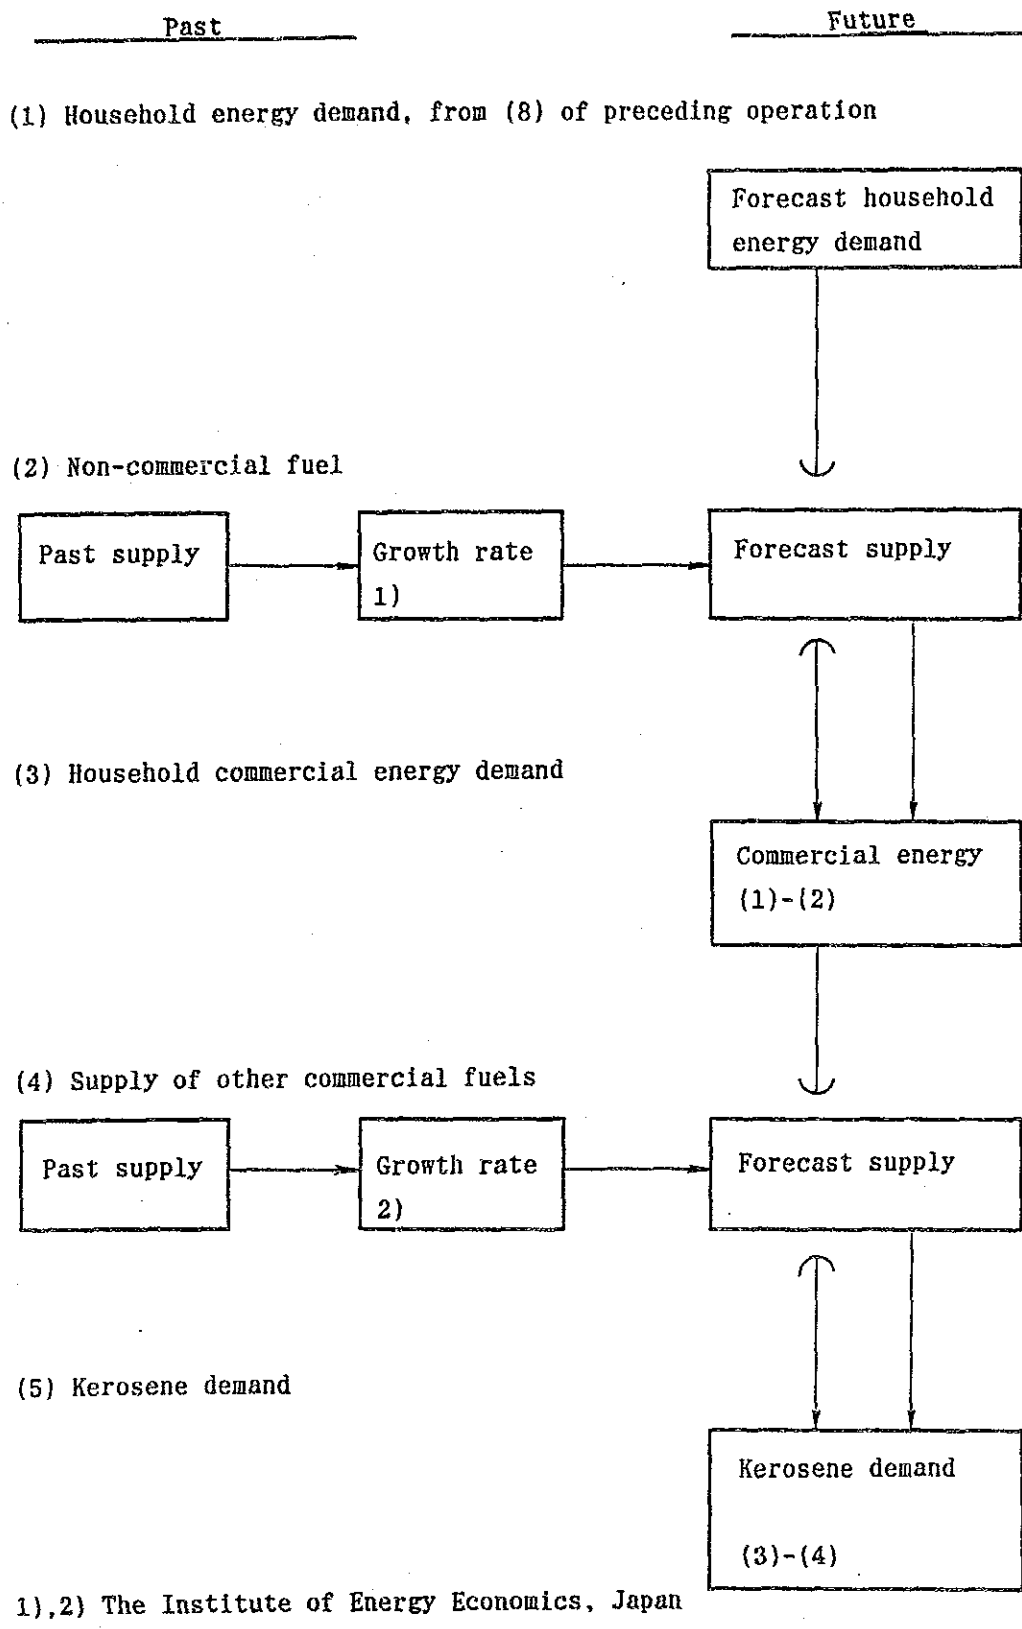 Past
Future
(1) Household energy demand, from (8) of preceding operation
Forecast household
energy demand
(2) Non-commercial fuel
Past supply
Growth rate
1)
Forecast supply
(3) Household commercial energy demand
Commercial energy
(1)-(2)
(4) Supply of other commercial fuels
Past supply
Growth rate
2)
Forecast supply
(5) Kerosene demand
Kerosene demand
(3)-(4)
1),2) The Institute of Energy Economics, Japan